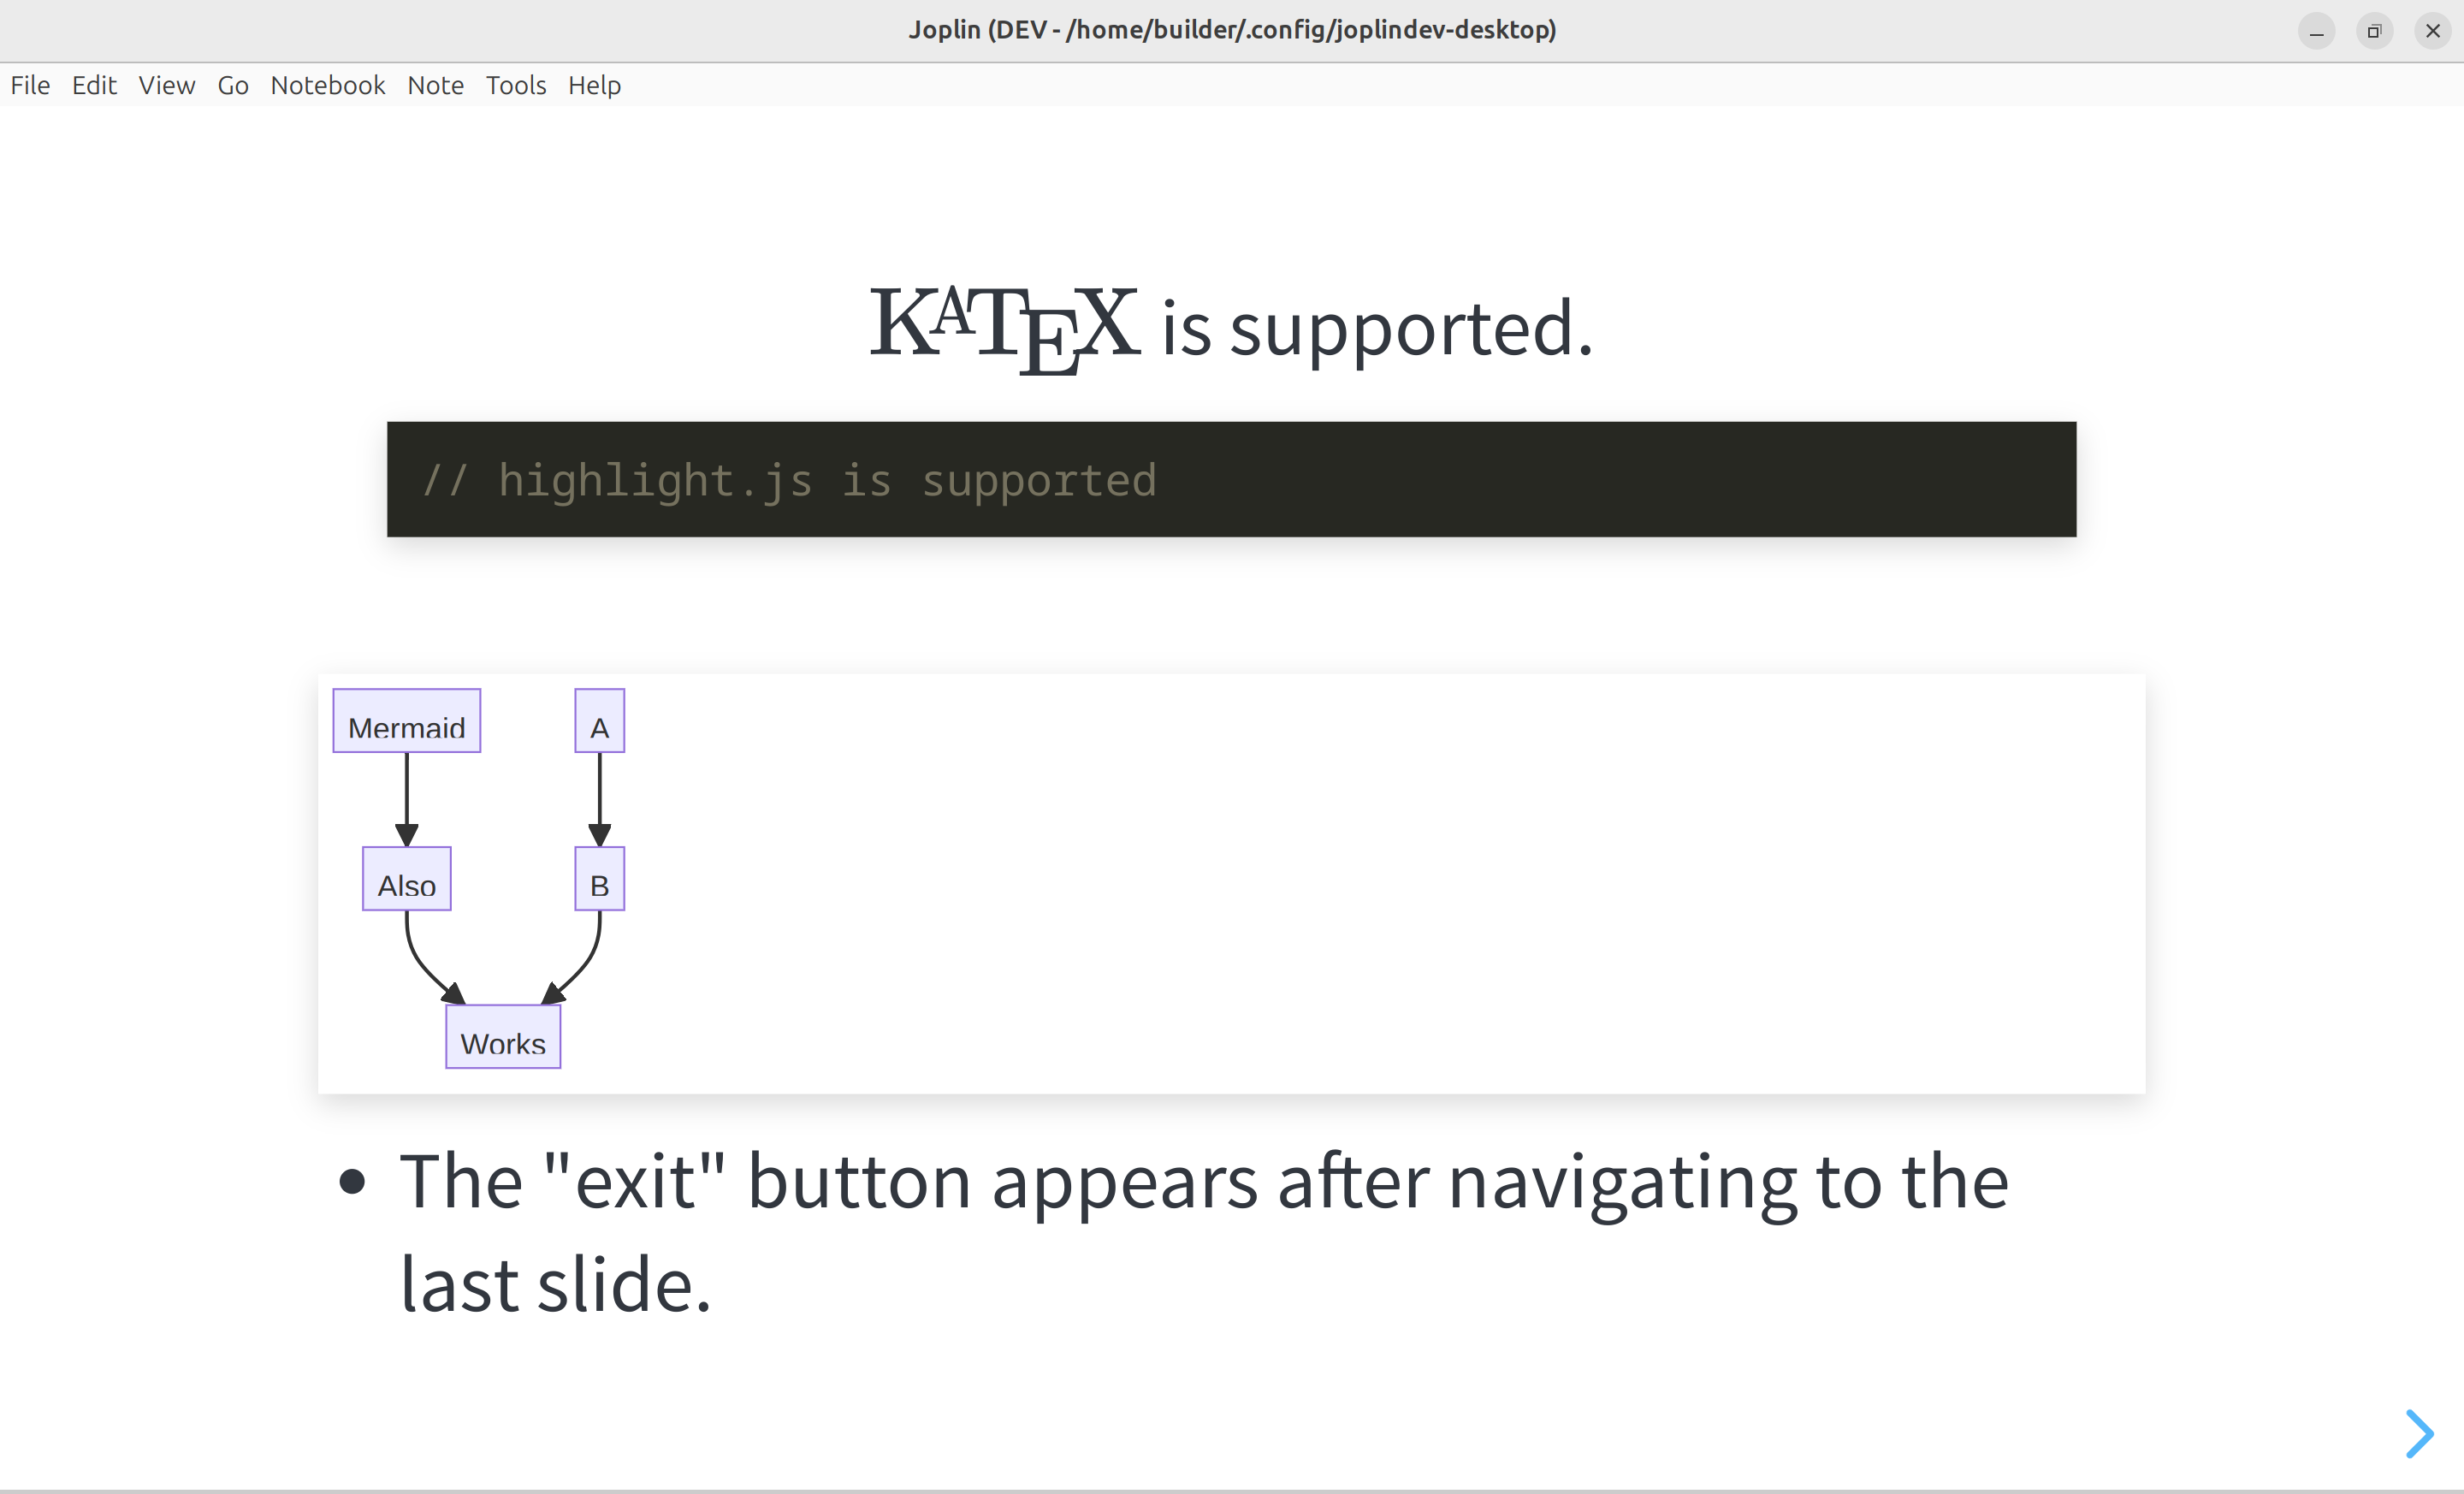 Joplin (DEV - /home/builder/.config/joplindev-desktop)
File Edit View Go Notebook Note Tools Help
KATEX is supported.
// highlight.js is supported
Mermaid A
Also B
Works
• The "exit" button appears after navigating to the
last slide.